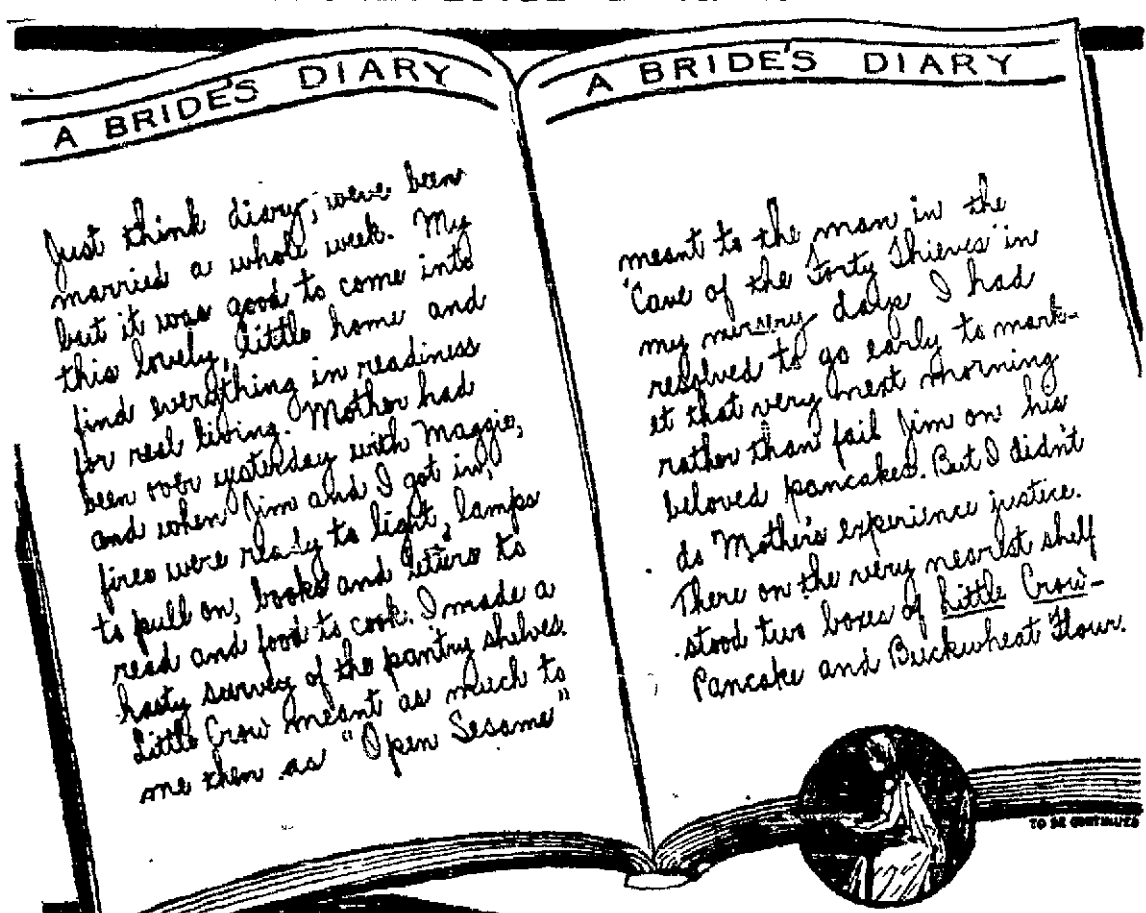 A BRIDE'S DIARY
Just think diary, we've been
married a whole week. My
but it was good to come into
this lovely, little home and
find everything in readiness
for real living. Mother had
been over yesterday with Maggie,
and when Jim and I got in,
fires were ready to light, lamps
to pull on, books and letters to
read and food to cook. I made a
hasty survey of the pantry shelves.
Little Crow meant as much to
me then as "Open Sesame"
A BRIDE'S DIARY
meant to the man in the
"Cave of the Forty Thieves" in
my nursery days I had
resolved to go early to mark-
et that very next morning
rather than fail Jim on his
beloved pancakes. But I didn't
do Mother's experience justice.
There on the very nearest shelf
stood two boxes of Little Crow-
Pancake and Buckwheat Flour.
TO BE CONTINUED